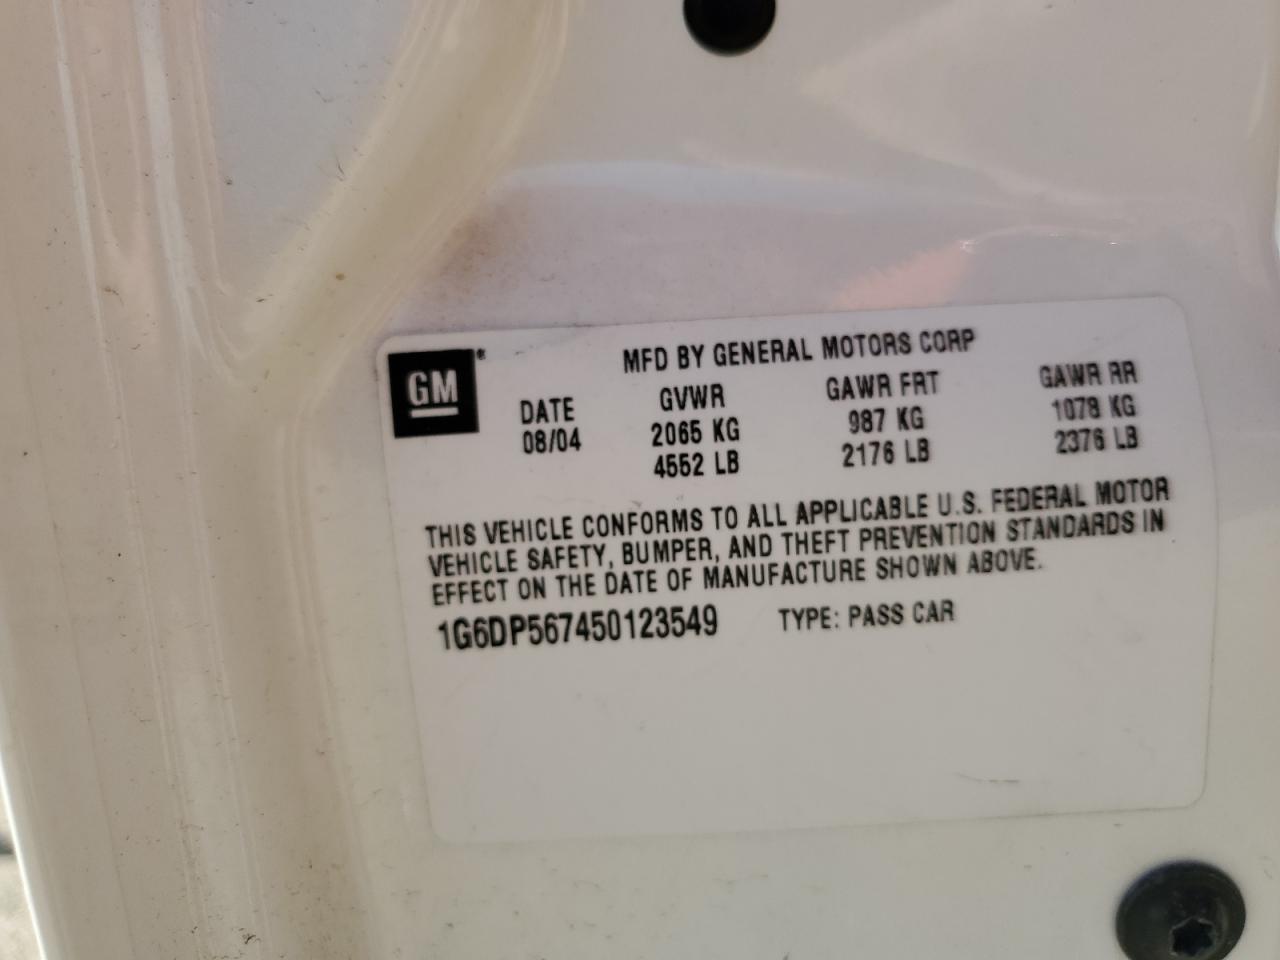 GM®
MFD BY GENERAL MOTORS CORP
DATE GVWR GAWR FRT GAWR RR
08/04 2065 KG 987 KG 1078 KG
4552 LB 2176 LB 2376 LB
THIS VEHICLE CONFORMS TO ALL APPLICABLE U.S. FEDERAL MOTOR
VEHICLE SAFETY, BUMPER, AND THEFT PREVENTION STANDARDS IN
EFFECT ON THE DATE OF MANUFACTURE SHOWN ABOVE.
1G6DP567450123549 TYPE: PASS CAR